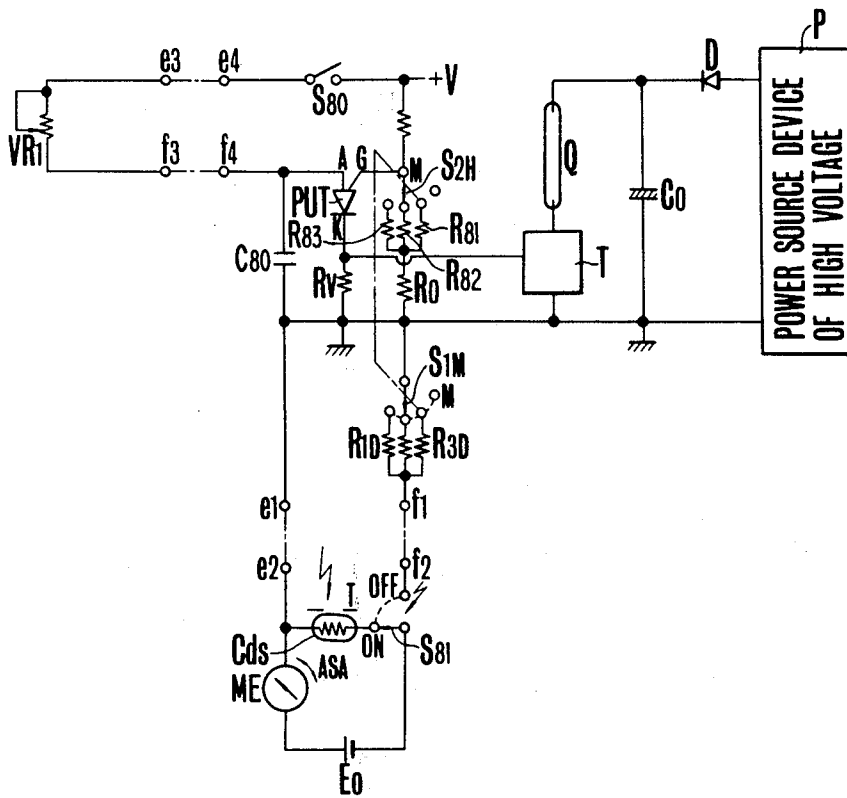 P
e3 e4
S80
+V
D
VR1
f3 f4
A G M S2H
Q
C0
PUT
K
R83 R81
C80
RV R0 R82
T
POWER SOURCE DEVICE
OF HIGH VOLTAGE
S1M
M
R1D R3D
e1 f1
e2 f2
OFF
T
ON
Cds S81
ASA
ME
E0